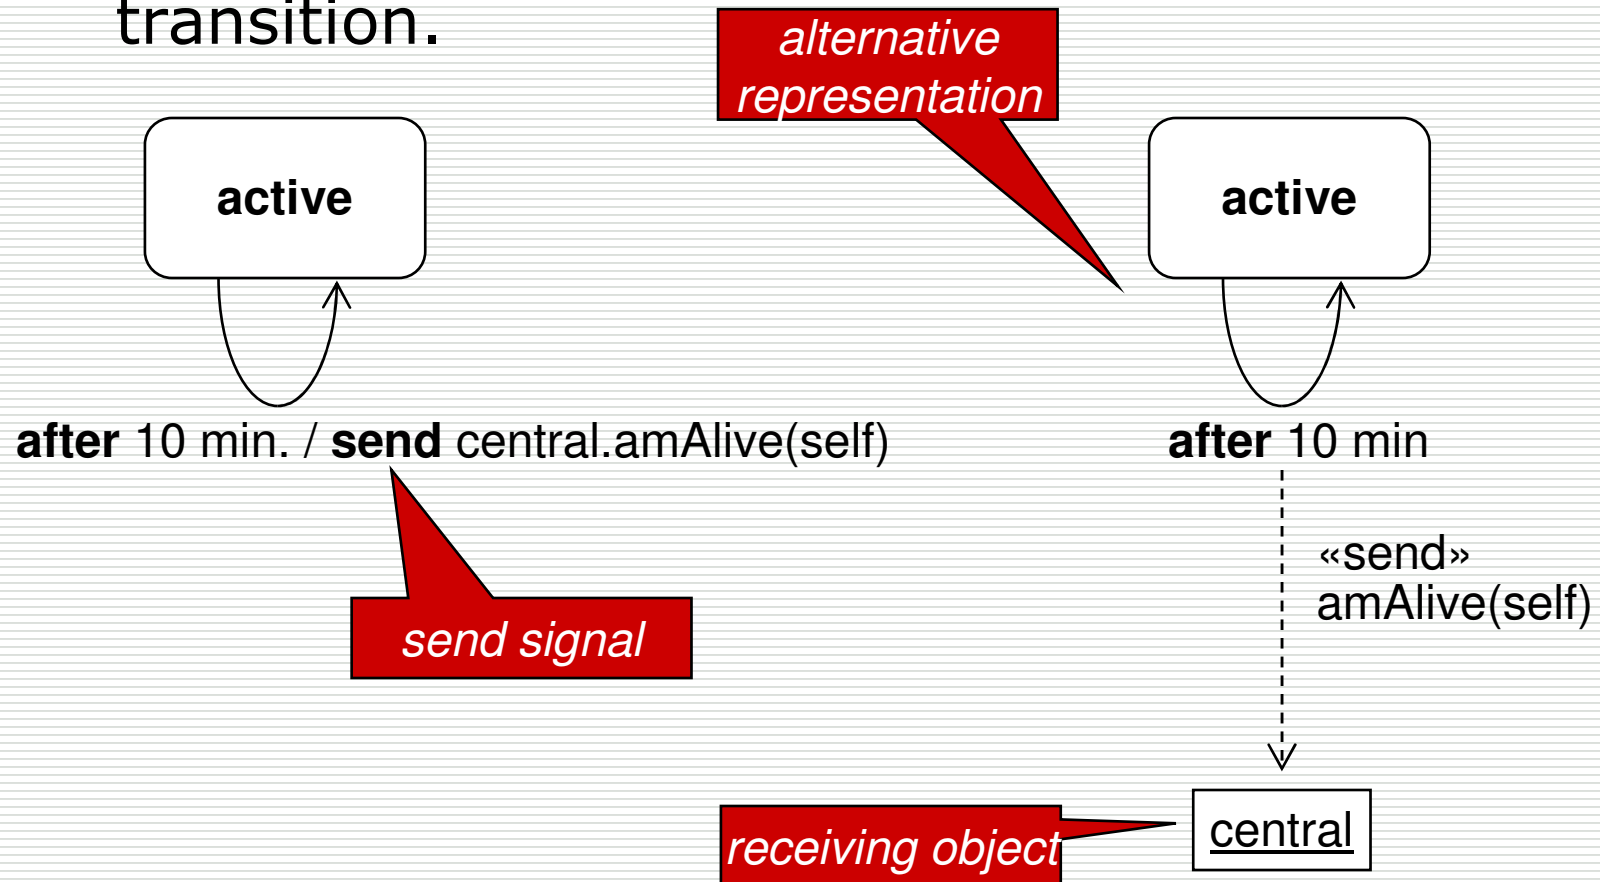 transition.
alternative
representation
active
active
after 10 min. / send central.amAlive(self)
after 10 min
«send»
amAlive(self)
send signal
receiving object
central